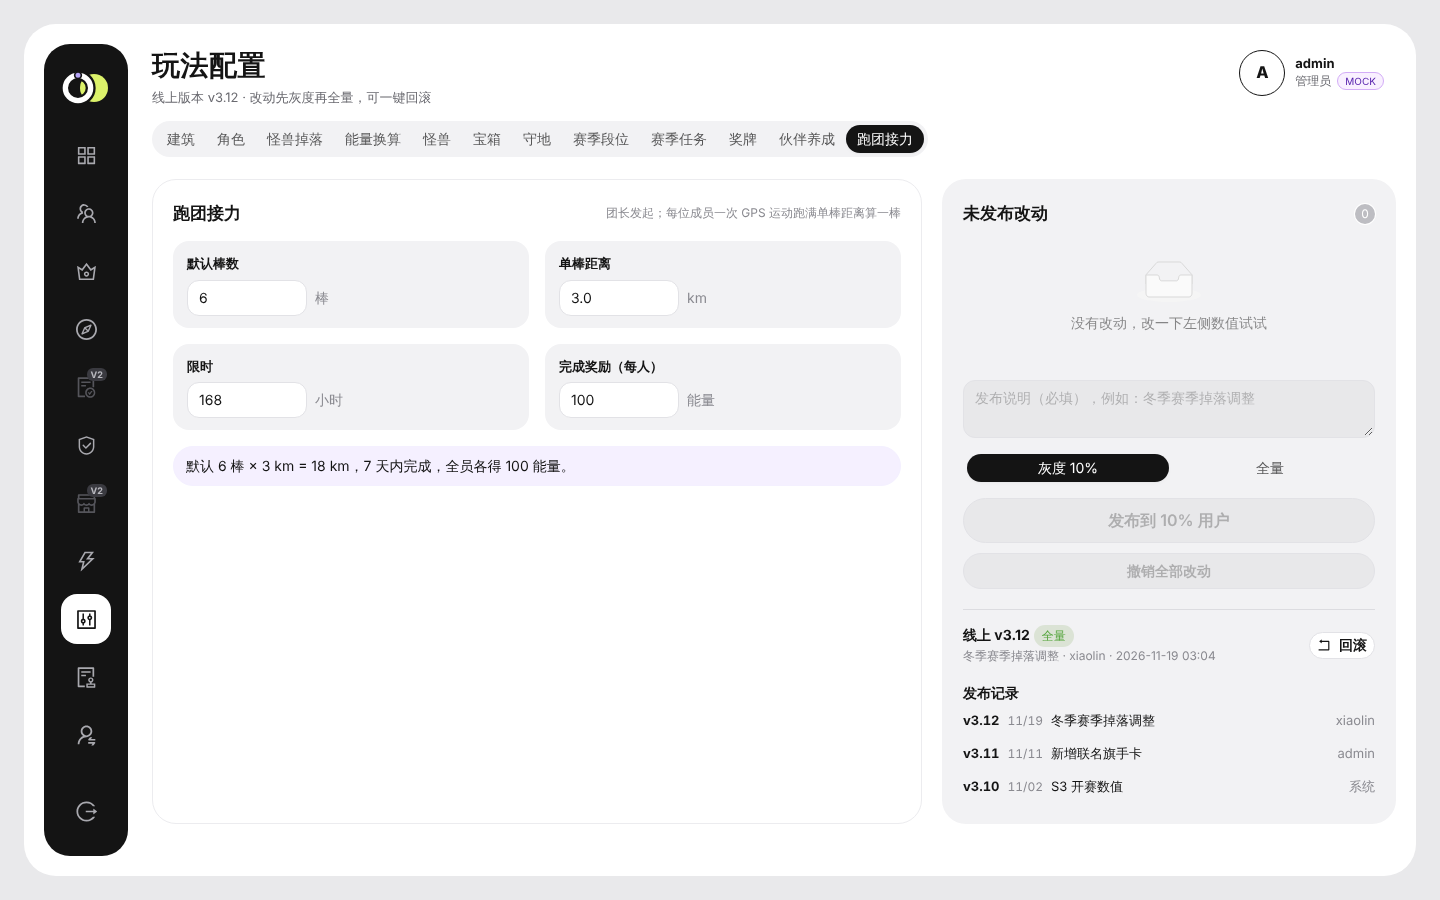 玩法配置
线上版本 v3.12 · 改动先灰度再全量，可一键回滚
A
admin
管理员 MOCK
建筑 角色 怪兽掉落 能量换算 怪兽 宝箱 守地 赛季段位 赛季任务 奖牌 伙伴养成 跑团接力
V2
V2
跑团接力
团长发起；每位成员一次 GPS 运动跑满单棒距离算一棒
默认棒数
6 棒
单棒距离
3.0 km
限时
168 小时
完成奖励（每人）
100 能量
默认 6 棒 × 3 km = 18 km，7 天内完成，全员各得 100 能量。
未发布改动 0
没有改动，改一下左侧数值试试
发布说明（必填），例如：冬季赛季掉落调整
灰度 10% 全量
发布到 10% 用户
撤销全部改动
线上 v3.12 全量
冬季赛季掉落调整 · xiaolin · 2026-11-19 03:04
回滚
发布记录
v3.12 11/19 冬季赛季掉落调整 xiaolin
v3.11 11/11 新增联名旗手卡 admin
v3.10 11/02 S3 开赛数值 系统